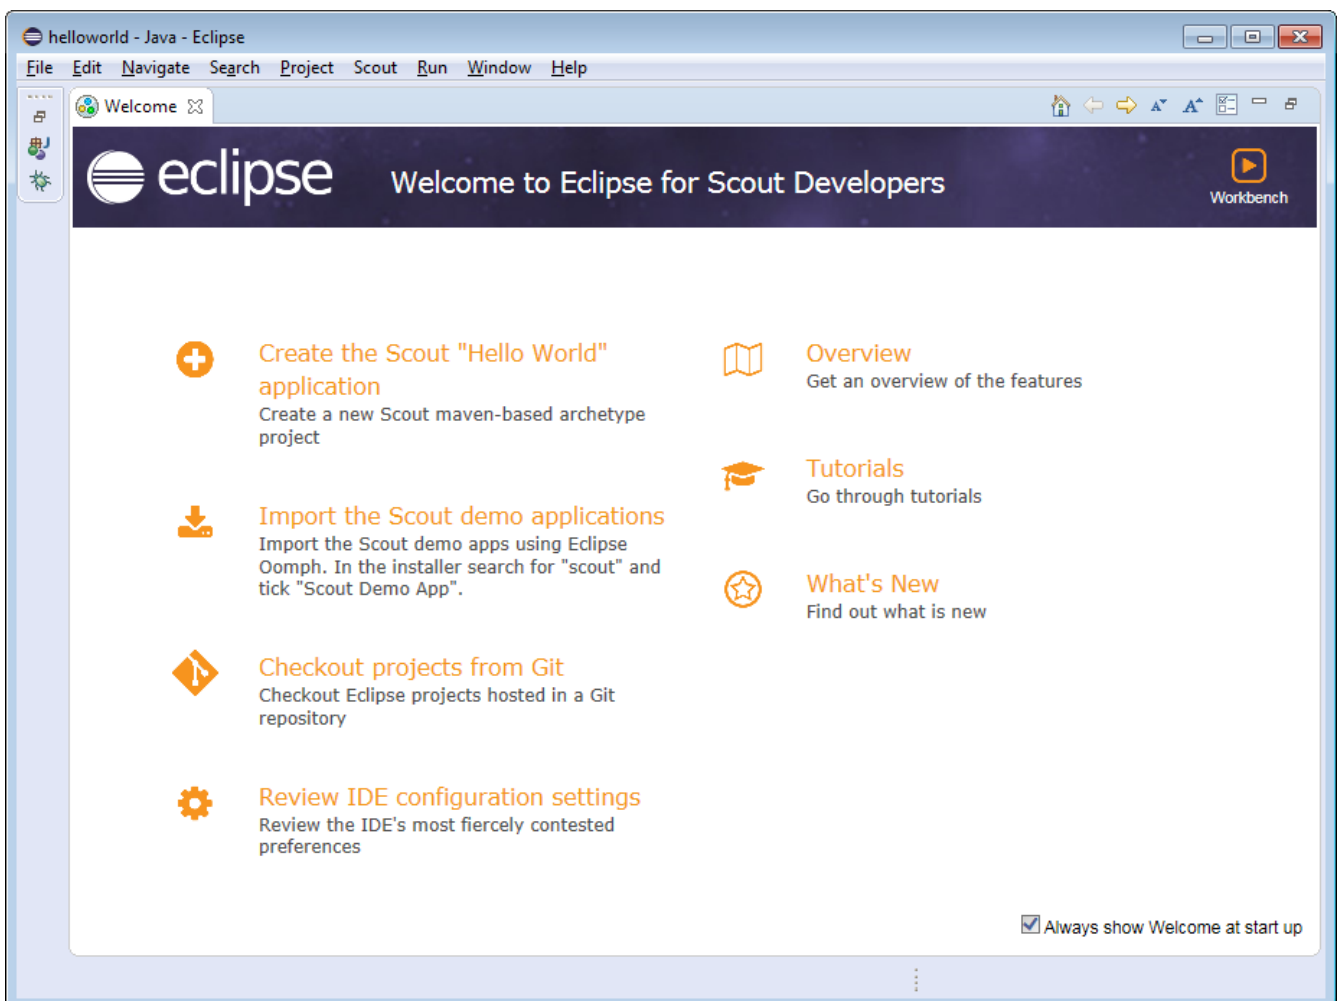 helloworld - Java - Eclipse
File Edit Navigate Search Project Scout Run Window Help
Welcome
eclipse
Welcome to Eclipse for Scout Developers
Workbench
Create the Scout "Hello World"
application
Create a new Scout maven-based archetype
project
Import the Scout demo applications
Import the Scout demo apps using Eclipse
Oomph. In the installer search for "scout" and
tick "Scout Demo App".
Checkout projects from Git
Checkout Eclipse projects hosted in a Git
repository
Review IDE configuration settings
Review the IDE's most fiercely contested
preferences
Overview
Get an overview of the features
Tutorials
Go through tutorials
What's New
Find out what is new
Always show Welcome at start up